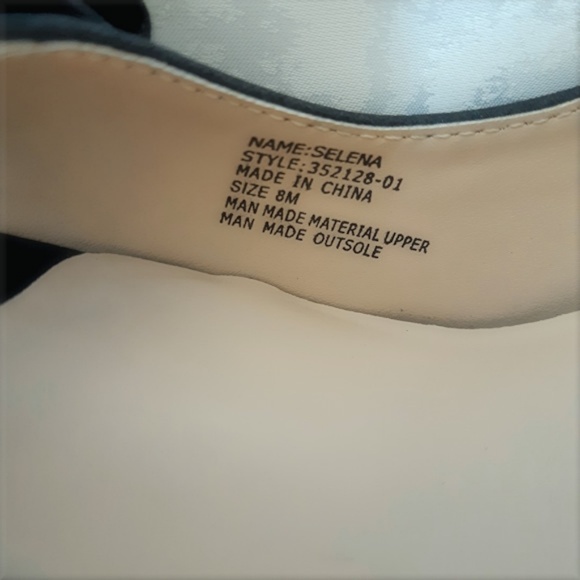 NAME:SELENA
STYLE:352128-01
MADE IN CHINA
SIZE 8M
MAN MADE MATERIAL UPPER
MAN MADE OUTSOLE